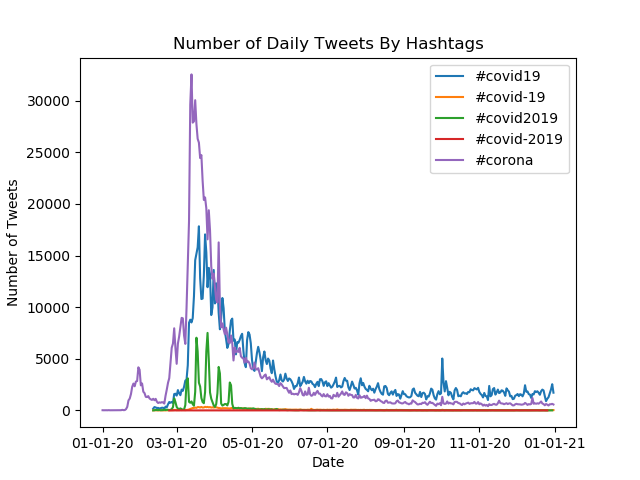 Number of Daily Tweets By Hashtags
#covid19
#covid-19
#covid2019
#covid-2019
#corona
30000
25000
20000
15000
10000
5000
0
Number of Tweets
01-01-20 03-01-20 05-01-20 07-01-20 09-01-20 11-01-20 01-01-21
Date